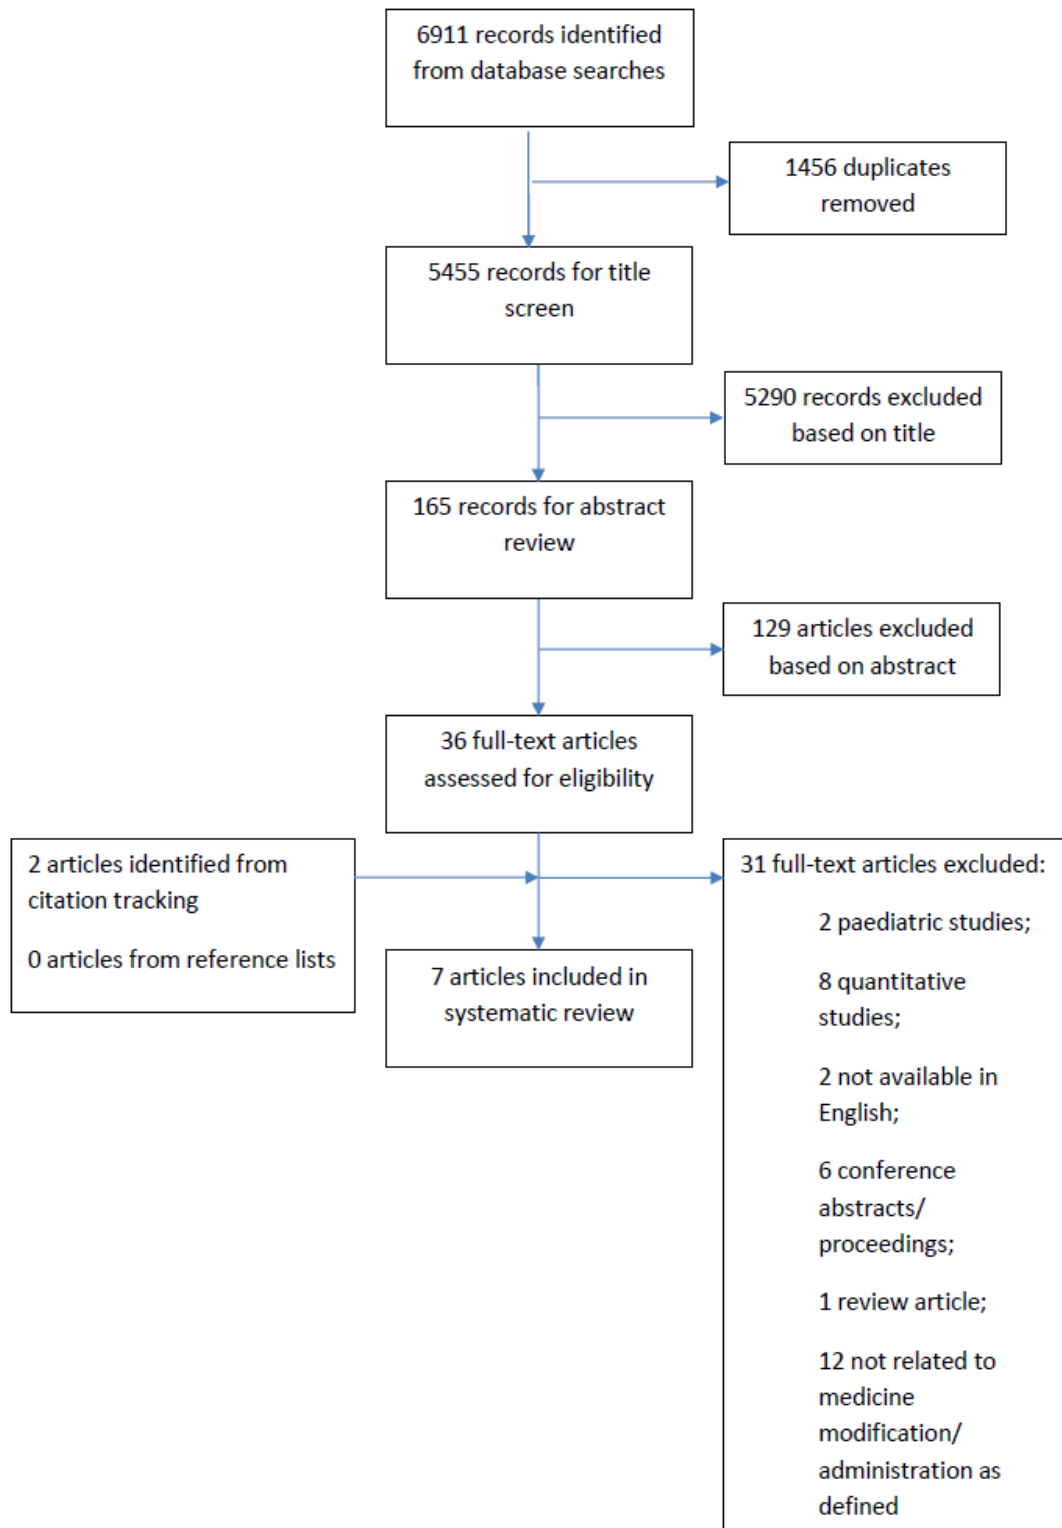 6911 records identified
from database searches
1456 duplicates
removed
5455 records for title
screen
5290 records excluded
based on title
165 records for abstract
review
129 articles excluded
based on abstract
36 full-text articles
assessed for eligibility
2 articles identified from
citation tracking
0 articles from reference lists
7 articles included in
systematic review
31 full-text articles excluded:
2 paediatric studies;
8 quantitative
studies;
2 not available in
English;
6 conference
abstracts/
proceedings;
1 review article;
12 not related to
medicine
modification/
administration as
defined